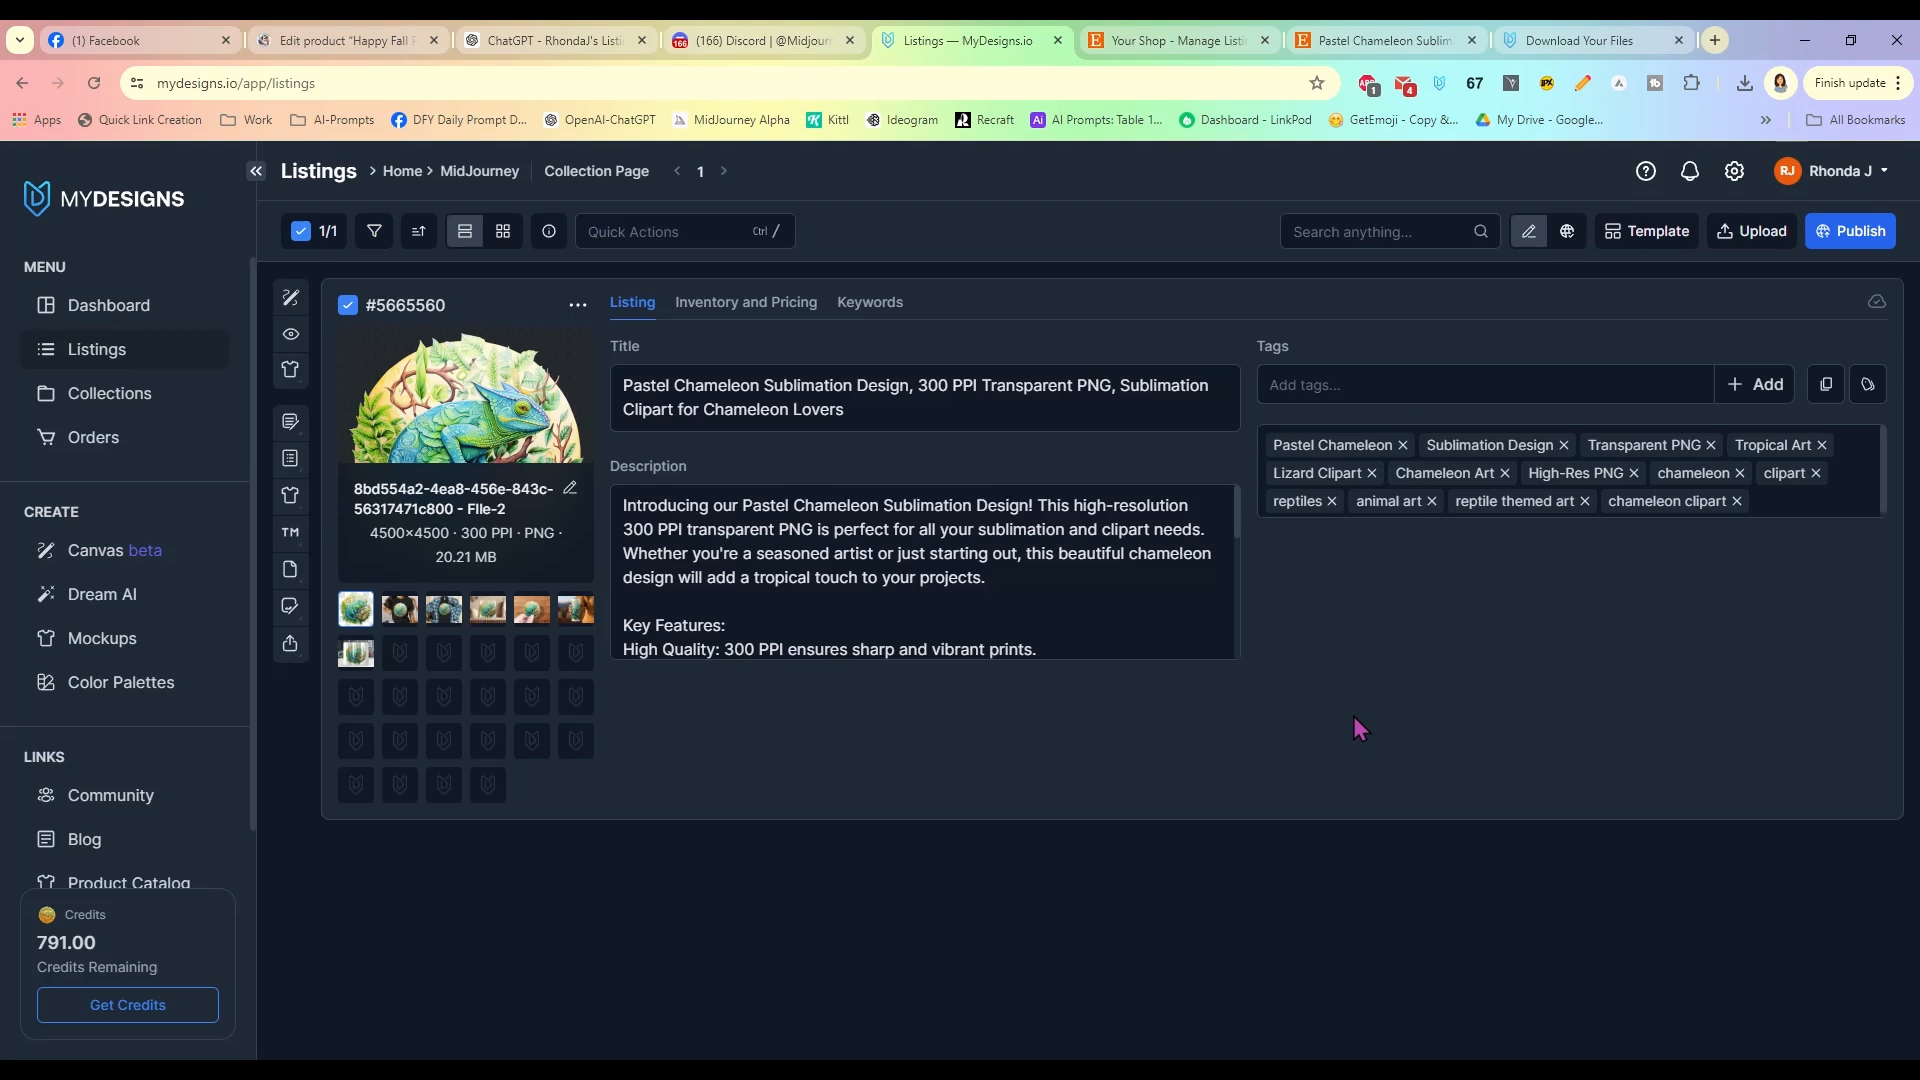 (1) Facebook
Edit product "Happy Fall
ChatGPT - RhondaJ's Listi
(166) Discord | @Midjourn
Listings — MyDesigns.io
Your Shop - Manage Listi
Pastel Chameleon Sublim
Download Your Files
mydesigns.io/app/listings
1
4
67
Finish update
Apps
Quick Link Creation
Work
AI-Prompts
DFY Daily Prompt D...
OpenAI-ChatGPT
MidJourney Alpha
Kittl
Ideogram
Recraft
AI Prompts: Table 1...
Dashboard - LinkPod
GetEmoji - Copy &...
My Drive - Google...
All Bookmarks
MYDESIGNS
Listings > Home > MidJourney
Collection Page
1
RJ
Rhonda J
1/1
Quick Actions
Ctrl /
Search anything...
Template
Upload
Publish
MENU
Dashboard
Listings
Collections
Orders
CREATE
Canvas beta
Dream AI
Mockups
Color Palettes
LINKS
Community
Blog
Product Catalog
Credits
791.00
Credits Remaining
Get Credits
TM
#5665560
8bd554a2-4ea8-456e-843c-
56317471c800 - FIle-2
4500×4500 · 300 PPI · PNG ·
20.21 MB
Listing
Inventory and Pricing
Keywords
Title
Pastel Chameleon Sublimation Design, 300 PPI Transparent PNG, Sublimation
Clipart for Chameleon Lovers
Description
Introducing our Pastel Chameleon Sublimation Design! This high-resolution
300 PPI transparent PNG is perfect for all your sublimation and clipart needs.
Whether you're a seasoned artist or just starting out, this beautiful chameleon
design will add a tropical touch to your projects.
Key Features:
High Quality: 300 PPI ensures sharp and vibrant prints.
Tags
Add tags...
+ Add
Pastel Chameleon × Sublimation Design × Transparent PNG × Tropical Art ×
Lizard Clipart × Chameleon Art × High-Res PNG × chameleon × clipart ×
reptiles × animal art × reptile themed art × chameleon clipart ×